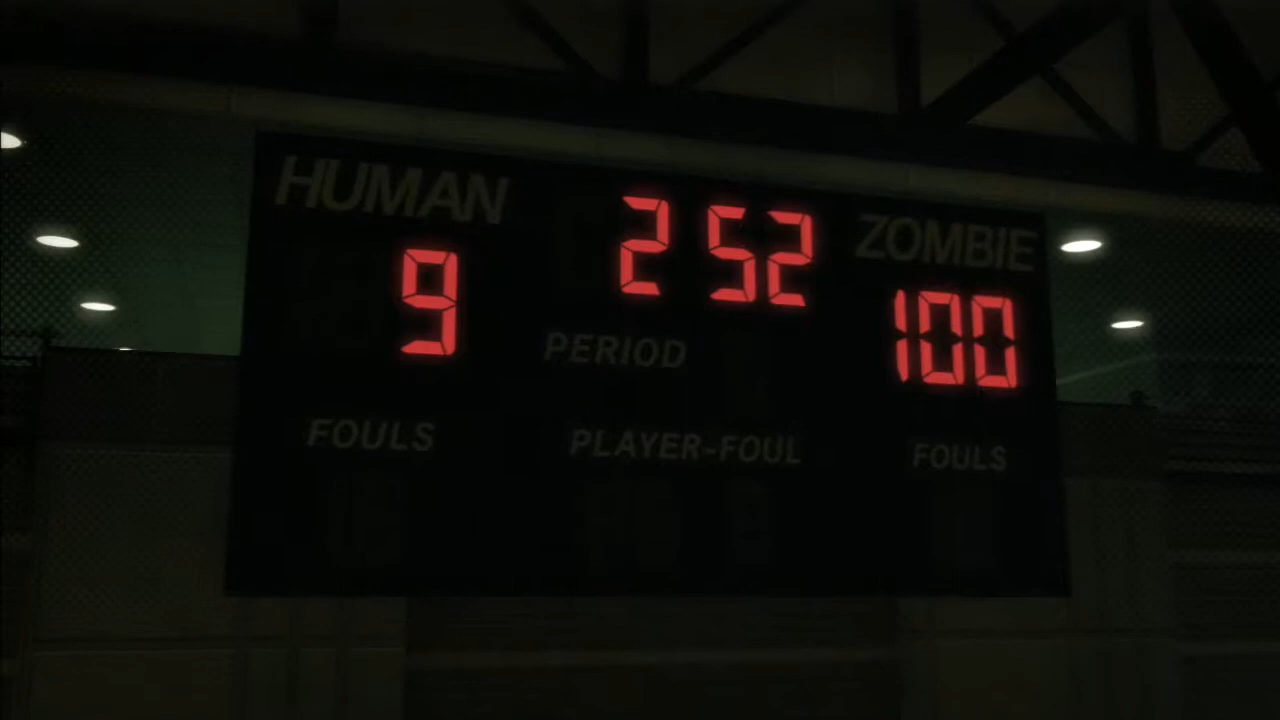 HUMAN
2 52
ZOMBIE
9
100
PERIOD
FOULS
PLAYER-FOUL
FOULS